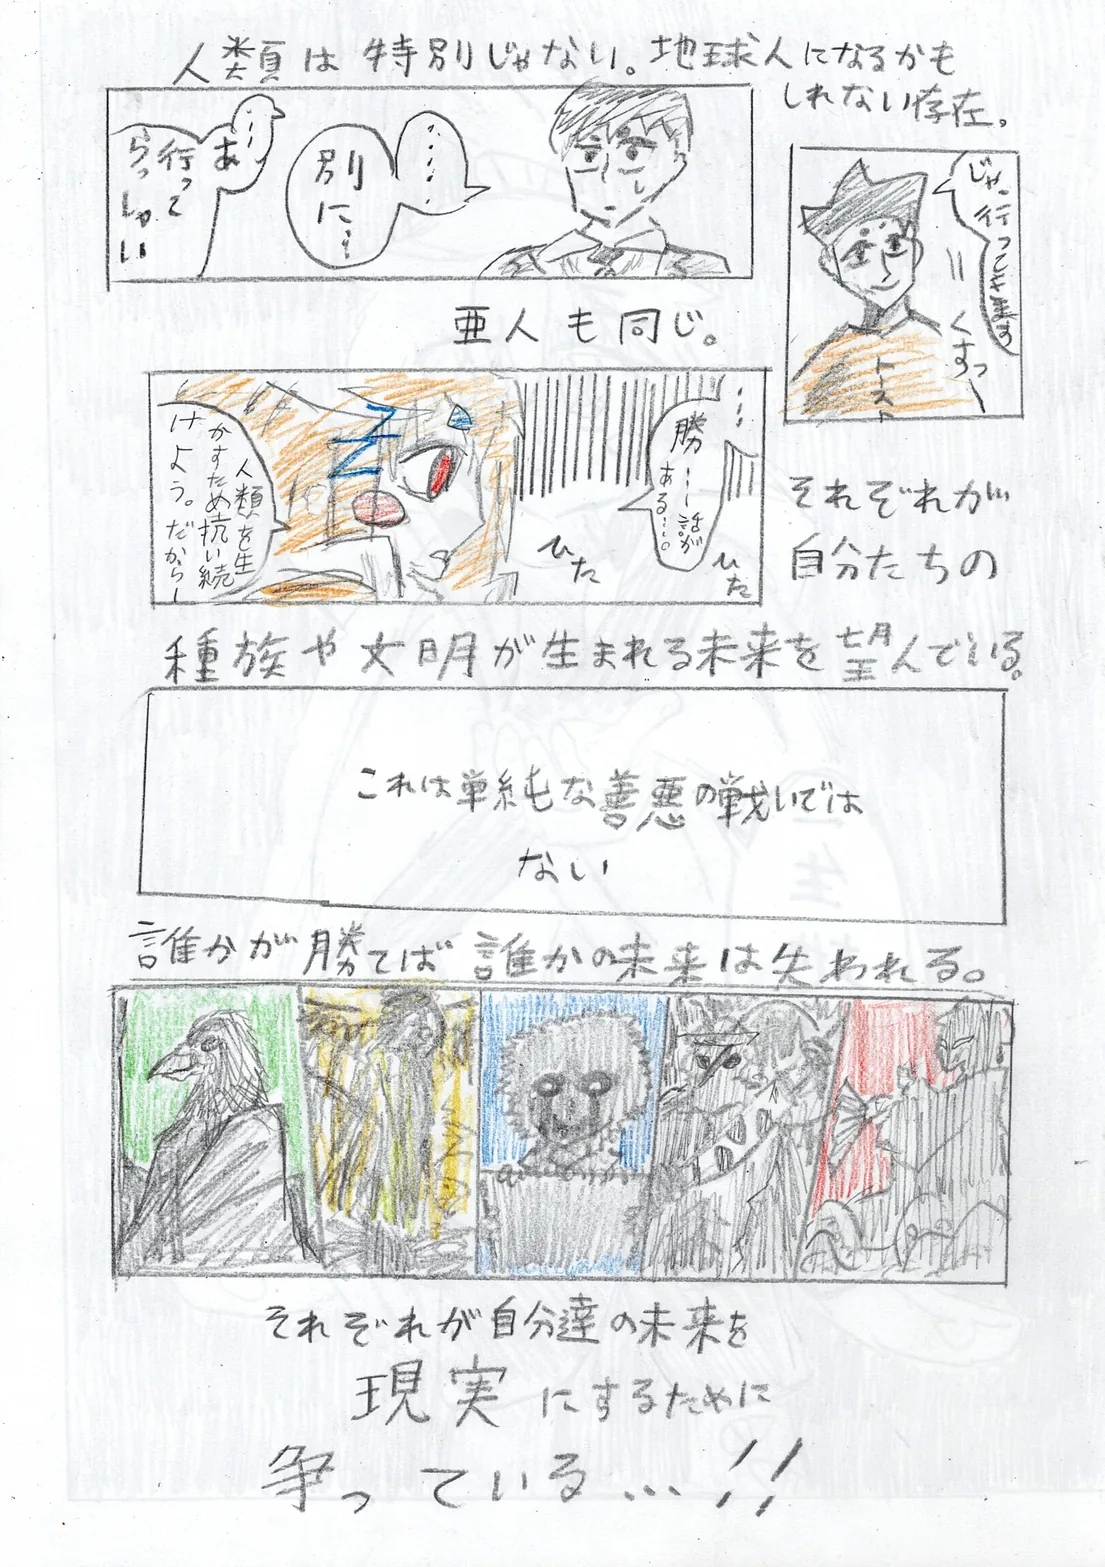 人類は特別じゃない。地球人になるかも
しれない存在。
じゃ、行ってきます
くすっ
‥‥‥
別に…
‥‥あ
行って
らっしゃい
亜人も同じ。
‥‥
勝――話が
ある‥‥。
ひた
ひた
人類を生
かすため抗い続
けよう。だから―
それぞれが
自分たちの
種族や文明が生まれる未来を望んでいる。
これは単純な善悪の戦いでは
ない
誰かが勝てば誰かの未来は失われる。
それぞれが自分達の未来を
現実にするために
争っている…!!